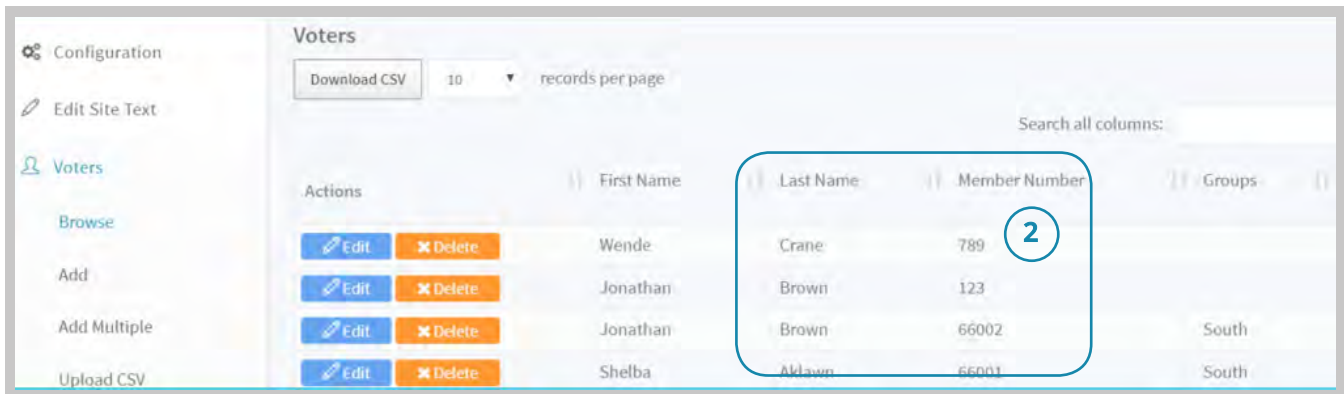 Configuration
Edit Site Text
Voters
Browse
Add
Add Multiple
Upload CSV
Voters
Download CSV 10 records per page
Search all columns:
Actions First Name Last Name Member Number Groups
2
Edit Delete Wende Crane 789
Edit Delete Jonathan Brown 123
Edit Delete Jonathan Brown 66002 South
Edit Delete Shelba Aklawn 66001 South